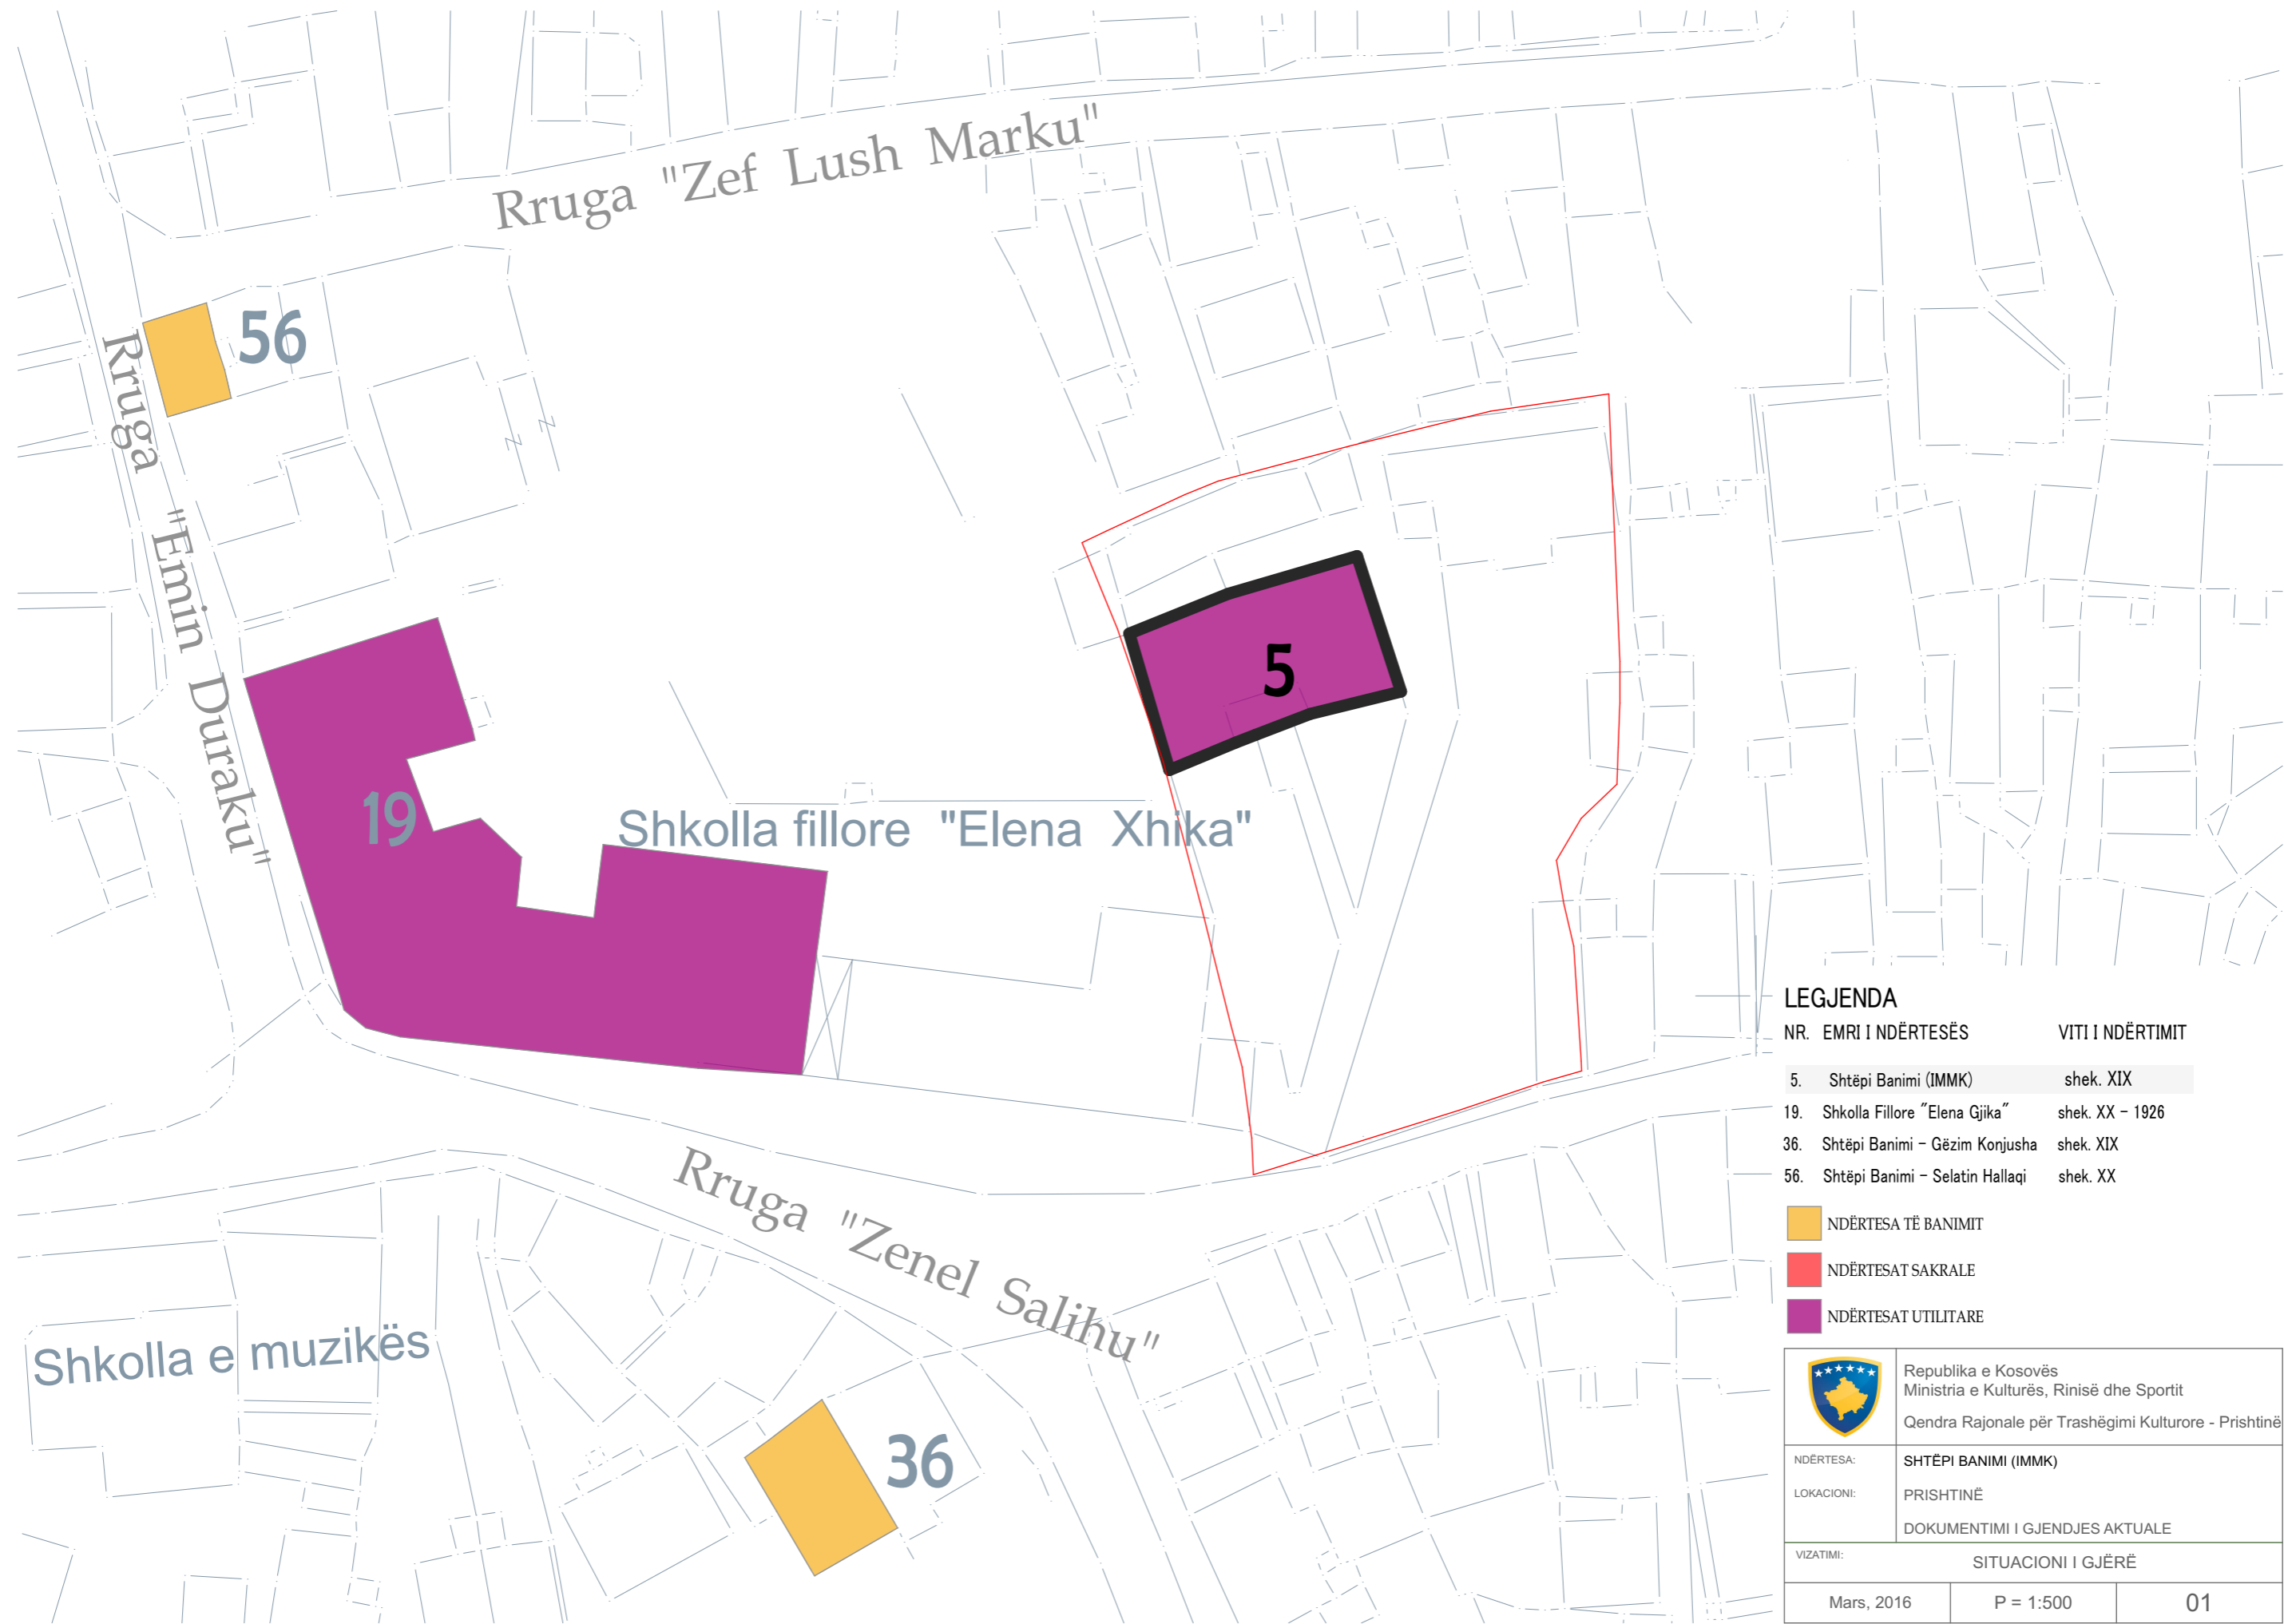 Rruga "Zef Lush Marku"
56
Rruga "Emin Duraku"
5
19
Shkolla fillore "Elena Xhika"
Rruga "Zenel Salihu"
Shkolla e muzikës
36
LEGJENDA
NR. EMRI I NDËRTESËS VITI I NDËRTIMIT
5. Shtëpi Banimi (IMMK) shek. XIX
19. Shkolla Fillore "Elena Gjika" shek. XX - 1926
36. Shtëpi Banimi - Gëzim Konjusha shek. XIX
56. Shtëpi Banimi - Selatin Hallaqi shek. XX
NDËRTESA TË BANIMIT
NDËRTESAT SAKRALE
NDËRTESAT UTILITARE
Republika e Kosovës
Ministria e Kulturës, Rinisë dhe Sportit
Qendra Rajonale për Trashëgimi Kulturore - Prishtinë
NDËRTESA: SHTËPI BANIMI (IMMK)
LOKACIONI: PRISHTINË
DOKUMENTIMI I GJENDJES AKTUALE
VIZATIMI: SITUACIONI I GJËRË
Mars, 2016 P = 1:500 01